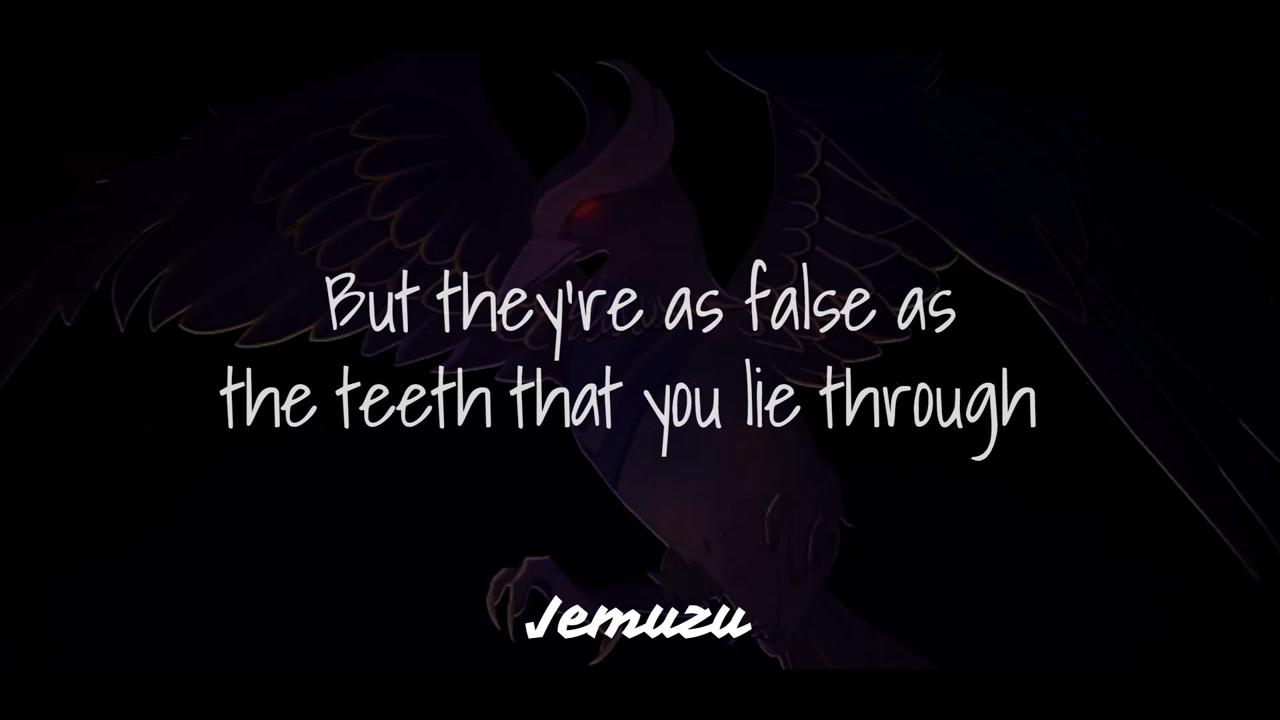 But they're as false as
the teeth that you lie through
Jemuzu